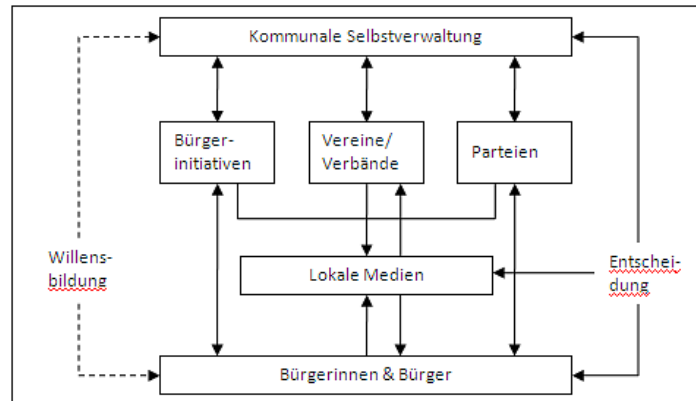 Kommunale Selbstverwaltung
Bürger-
initiativen
Vereine/
Verbände
Parteien
Willens-
bildung
Lokale Medien
Entschei-
dung
Bürgerinnen & Bürger